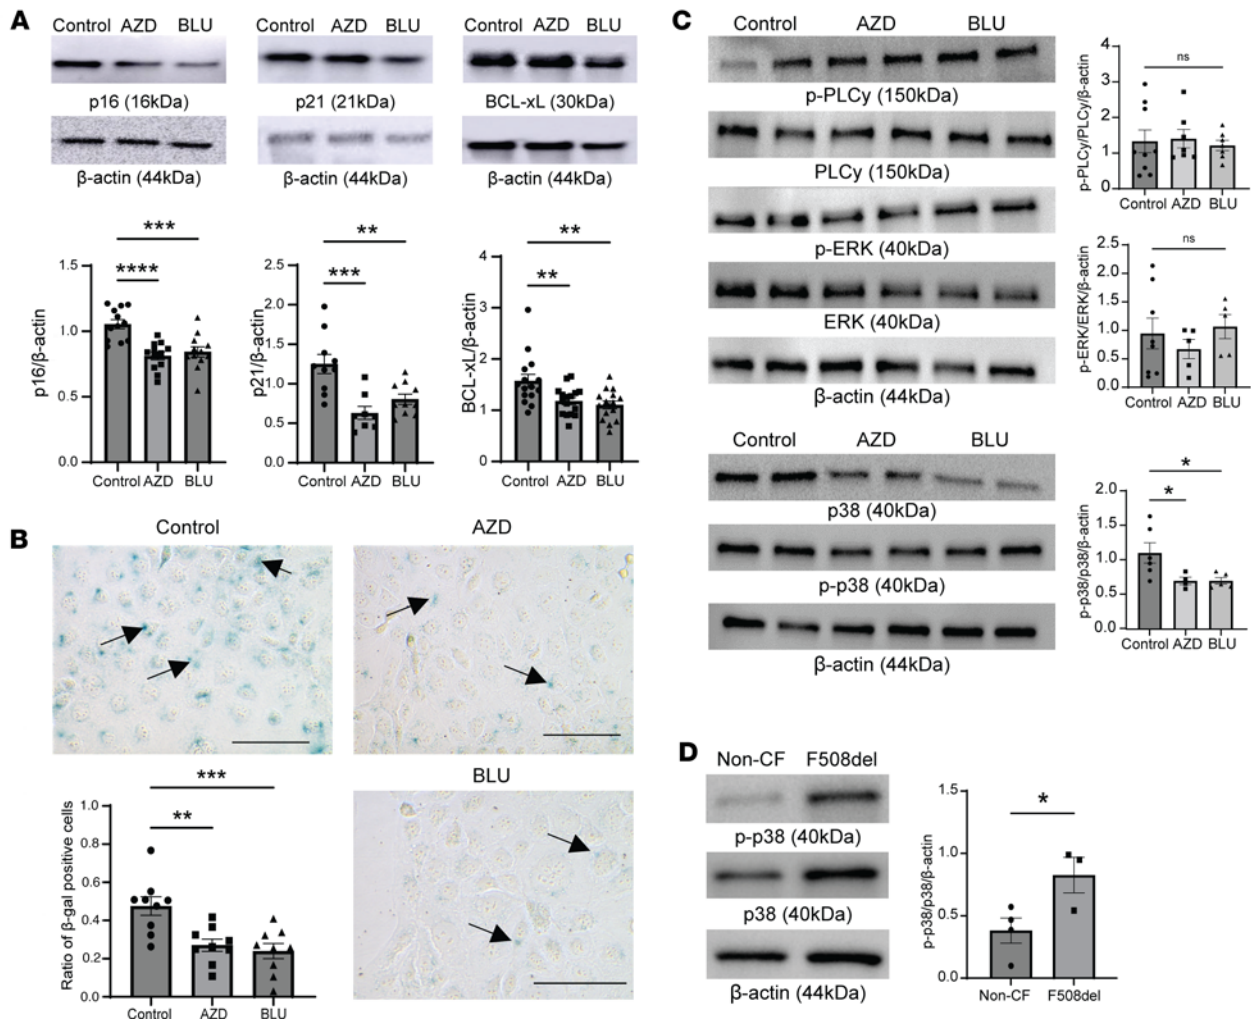 A
Control AZD BLU
p16 (16kDa)
β-actin (44kDa)
Control AZD BLU
p21 (21kDa)
β-actin (44kDa)
Control AZD BLU
BCL-xL (30kDa)
β-actin (44kDa)
p16/β-actin
1.5
1.0
0.5
0.0
***
****
Control AZD BLU
p21/β-actin
2.5
2.0
1.5
21.0
0.5
0.0
**
***
Control AZD BLU
BCL-xL/β-actin
4
3
2
1
0
**
**
Control AZD BLU
B
Control
AZD
BLU
Ratio of β-gal positive cells
1.0
0.8
0.6
0.4
0.2
0.0
***
**
Control AZD BLU
C
Control AZD BLU
p-PLCy (150kDa)
PLCy (150kDa)
p-ERK (40kDa)
ERK (40kDa)
β-actin (44kDa)
p-PLCy/PLCy/β-actin
4
3
2
1
0
ns
Control AZD BLU
p-ERK/ERK/β-actin
2.5
2.0
1.5
1.0
0.5
0.0
ns
Control AZD BLU
Control AZD BLU
p38 (40kDa)
p-p38 (40kDa)
β-actin (44kDa)
p-p38/p38/β-actin
2.0
1.5
1.0
0.5
0.0
*
*
Control AZD BLU
D
Non-CF F508del
p-p38 (40kDa)
p38 (40kDa)
β-actin (44kDa)
p-p38/p38/β-actin
1.5
1.0
0.5
0.0
*
Non-CF F508del